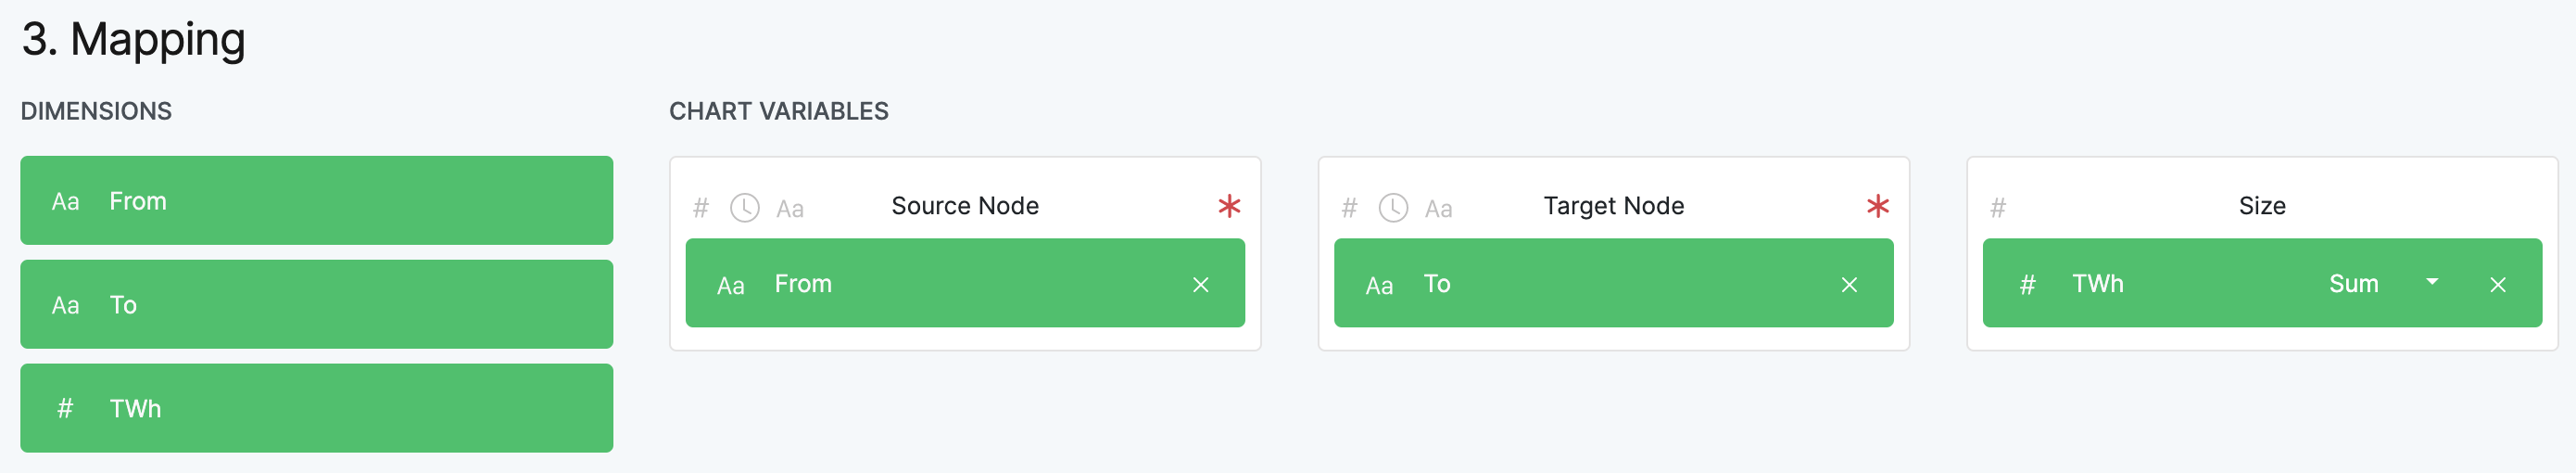 3. Mapping
DIMENSIONS
Aa From
Aa To
# TWh
CHART VARIABLES
# Aa Source Node *
Aa From ×
# Aa Target Node *
Aa To ×
# Size
# TWh Sum ×